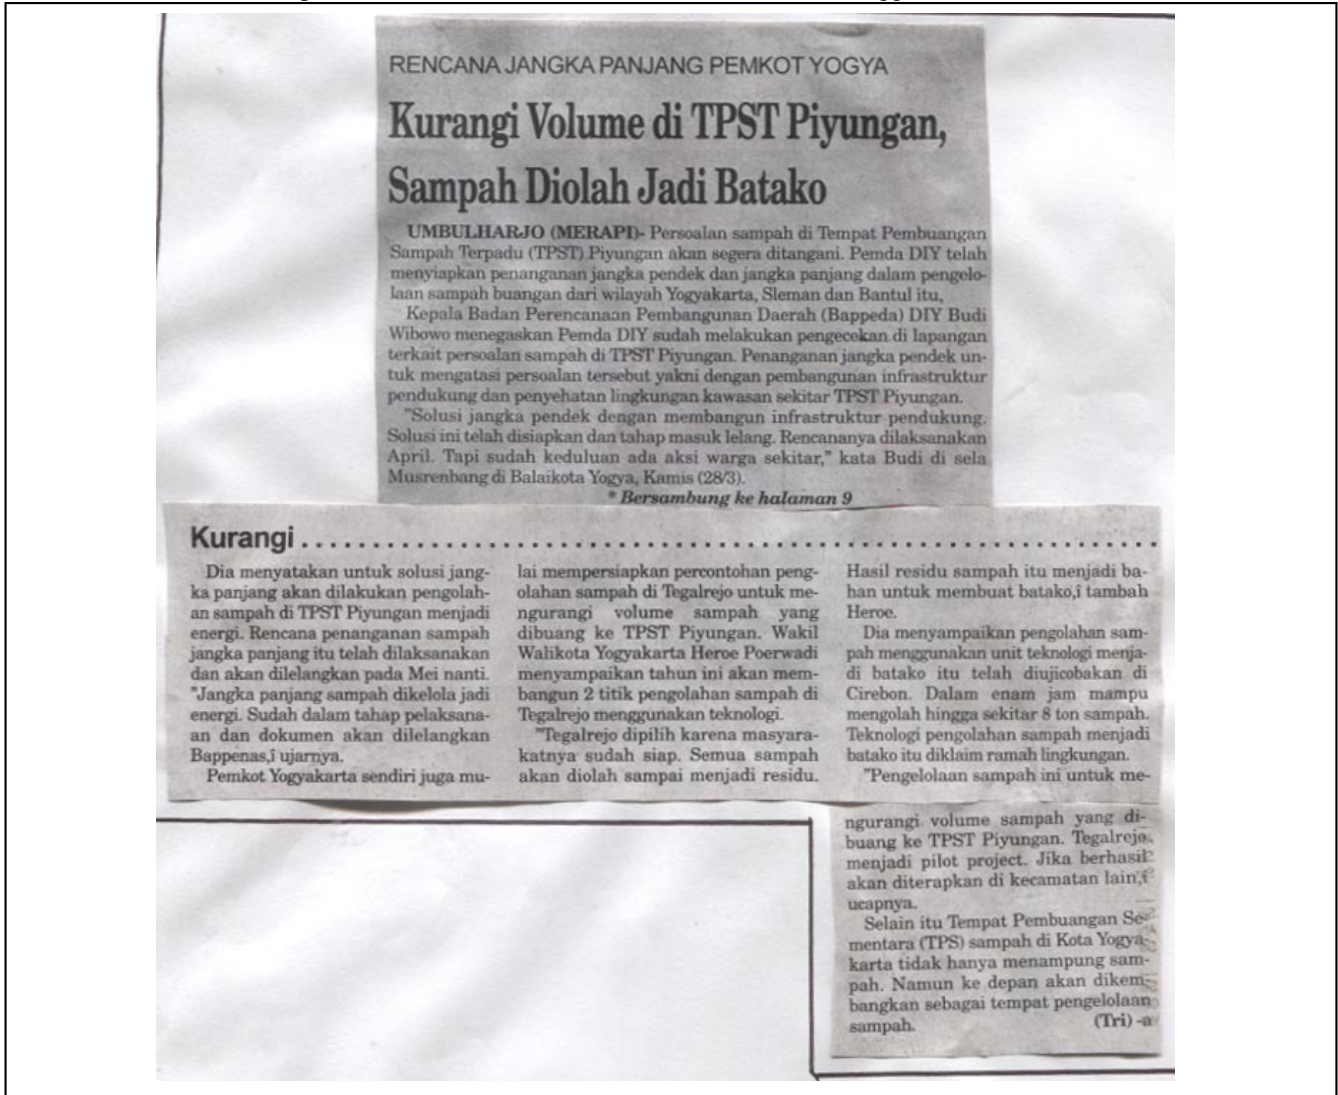 RENCANA JANGKA PANJANG PEMKOT YOGYA
Kurangi Volume di TPST Piyungan,
Sampah Diolah Jadi Batako
UMBULHARJO (MERAPI)- Persoalan sampah di Tempat Pembuangan
Sampah Terpadu (TPST) Piyungan akan segera ditangani. Pemda DIY telah
menyiapkan penanganan jangka pendek dan jangka panjang dalam pengelo-
laan sampah buangan dari wilayah Yogyakarta, Sleman dan Bantul itu,
Kepala Badan Perencanaan Pembangunan Daerah (Bappeda) DIY Budi
Wibowo menegaskan Pemda DIY sudah melakukan pengecekan di lapangan
terkait persoalan sampah di TPST Piyungan. Penanganan jangka pendek un-
tuk mengatasi persoalan tersebut yakni dengan pembangunan infrastruktur
pendukung dan penyehatan lingkungan kawasan sekitar TPST Piyungan.
"Solusi jangka pendek dengan membangun infrastruktur pendukung.
Solusi ini telah disiapkan dan tahap masuk lelang. Rencananya dilaksanakan
April. Tapi sudah keduluan ada aksi warga sekitar," kata Budi di sela
Musrenbang di Balaikota Yogya, Kamis (28/3).
* Bersambung ke halaman 9
Kurangi . . . . . . . . . . . . . . . . . . . . . . . . . . . . . . . . . . . . . . . . . . . . . . . . . . . . . . . . . . . .
Dia menyatakan untuk solusi jang-
ka panjang akan dilakukan pengolah-
an sampah di TPST Piyungan menjadi
energi. Rencana penanganan sampah
jangka panjang itu telah dilaksanakan
dan akan dilelangkan pada Mei nanti.
"Jangka panjang sampah dikelola jadi
energi. Sudah dalam tahap pelaksana-
an dan dokumen akan dilelangkan
Bappenas,î ujarnya.
Pemkot Yogyakarta sendiri juga mu-
lai mempersiapkan percontohan peng-
olahan sampah di Tegalrejo untuk me-
ngurangi volume sampah yang
dibuang ke TPST Piyungan. Wakil
Walikota Yogyakarta Heroe Poerwadi
menyampaikan tahun ini akan mem-
bangun 2 titik pengolahan sampah di
Tegalrejo menggunakan teknologi.
"Tegalrejo dipilih karena masyara-
katnya sudah siap. Semua sampah
akan diolah sampai menjadi residu.
Hasil residu sampah itu menjadi ba-
han untuk membuat batako,î tambah
Heroe.
Dia menyampaikan pengolahan sam-
pah menggunakan unit teknologi menja-
di batako itu telah diujicobakan di
Cirebon. Dalam enam jam mampu
mengolah hingga sekitar 8 ton sampah.
Teknologi pengolahan sampah menjadi
batako itu diklaim ramah lingkungan.
"Pengelolaan sampah ini untuk me-
ngurangi volume sampah yang di-
buang ke TPST Piyungan. Tegalrejo
menjadi pilot project. Jika berhasil
akan diterapkan di kecamatan lain,î
ucapnya.
Selain itu Tempat Pembuangan Se-
mentara (TPS) sampah di Kota Yogya-
karta tidak hanya menampung sam-
pah. Namun ke depan akan dikem-
bangkan sebagai tempat pengelolaan
sampah. (Tri) -a